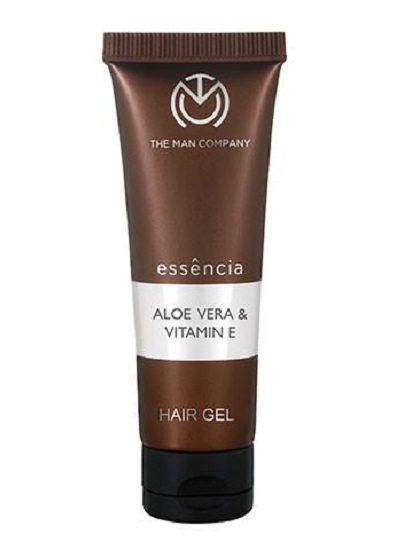 THE MAN COMPANY
essência
ALOE VERA &
VITAMIN E
HAIR GEL